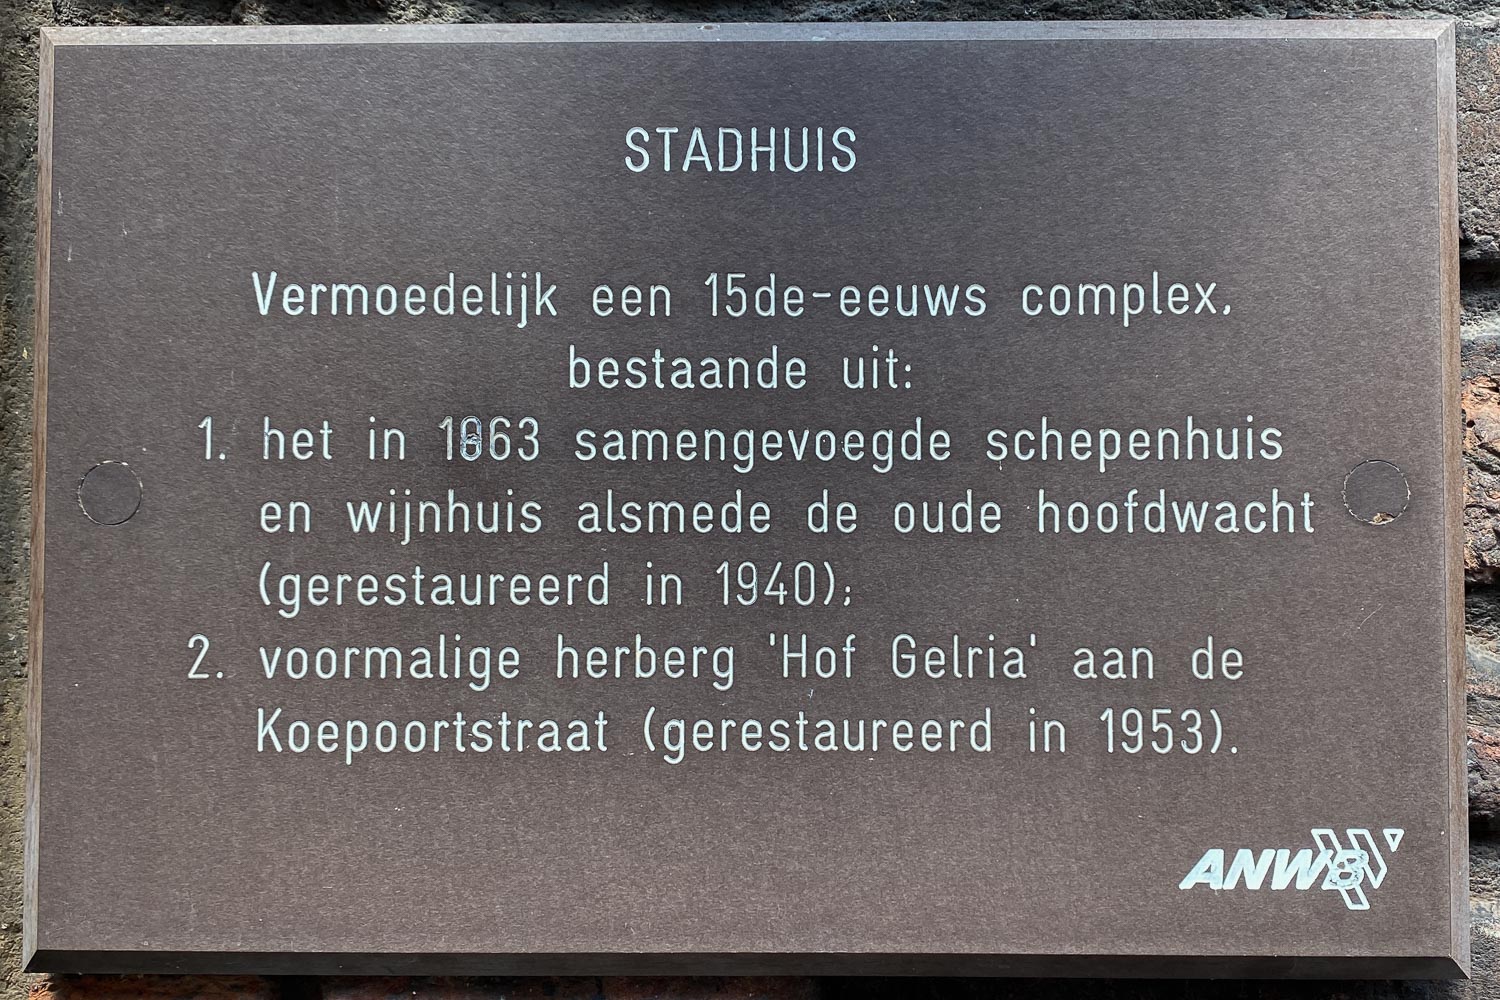 STADHUIS
Vermoedelijk een 15de-eeuws complex,
bestaande uit:
1. het in samengevoegde schepenhuis
en wijnhuis alsmede de oude hoofdwacht
(gerestaureerd in 1940);
2. voormalige herberg 'Hof Gelria' aan de
Koepoortstraat (gerestaureerd in 1953).
ANWB